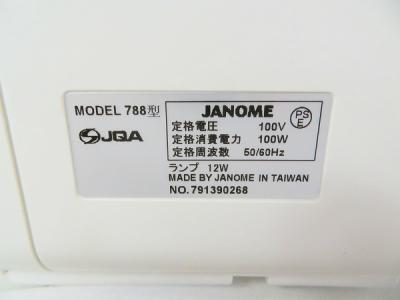 MODEL 788型
JQA
JANOME
定格電圧 100V
定格消費電力 100W
定格周波数 50/60Hz
PS
E
ランプ 12W
MADE BY JANOME IN TAIWAN
NO.791390268